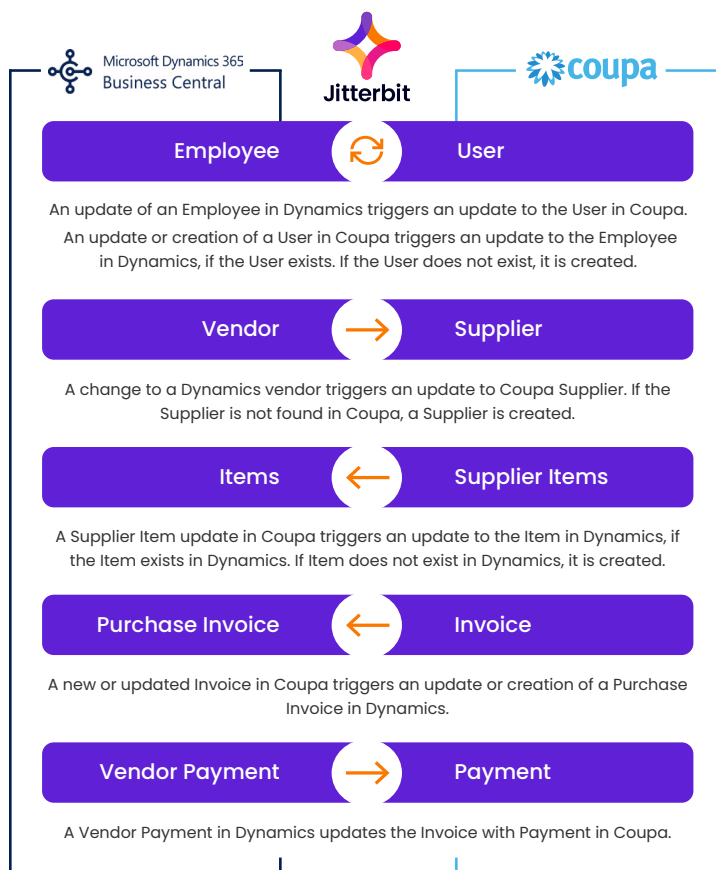 Microsoft Dynamics 365
Business Central
Jitterbit
coupa
Employee
User
An update of an Employee in Dynamics triggers an update to the User in Coupa.
An update or creation of a User in Coupa triggers an update to the Employee
in Dynamics, if the User exists. If the User does not exist, it is created.
Vendor
Supplier
A change to a Dynamics vendor triggers an update to Coupa Supplier. If the
Supplier is not found in Coupa, a Supplier is created.
Items
Supplier Items
A Supplier Item update in Coupa triggers an update to the Item in Dynamics, if
the Item exists in Dynamics. If Item does not exist in Dynamics, it is created.
Purchase Invoice
Invoice
A new or updated Invoice in Coupa triggers an update or creation of a Purchase
Invoice in Dynamics.
Vendor Payment
Payment
A Vendor Payment in Dynamics updates the Invoice with Payment in Coupa.